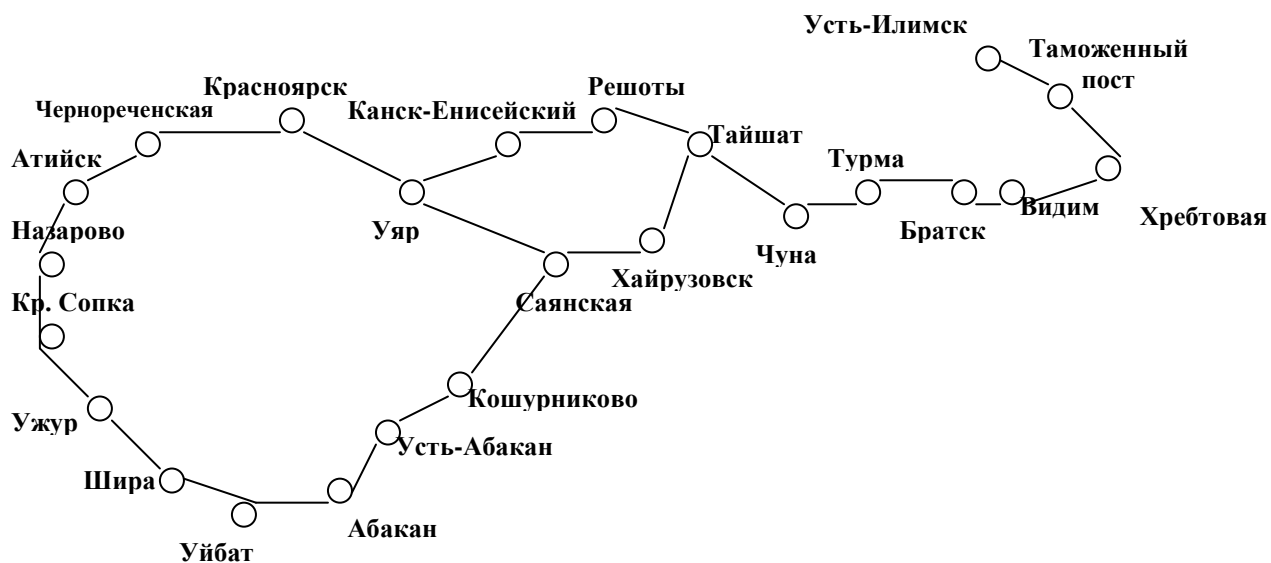 Усть-Илимск
Таможенный
пост
Красноярск
Решоты
Чернореченская
Канск-Енисейский
Тайшат
Атийск
Турма
Назарово
Уяр
Братск
Видим
Хребтовая
Чуна
Хайрузовск
Кр. Сопка
Саянская
Кошурниково
Ужур
Усть-Абакан
Шира
Абакан
Уйбат